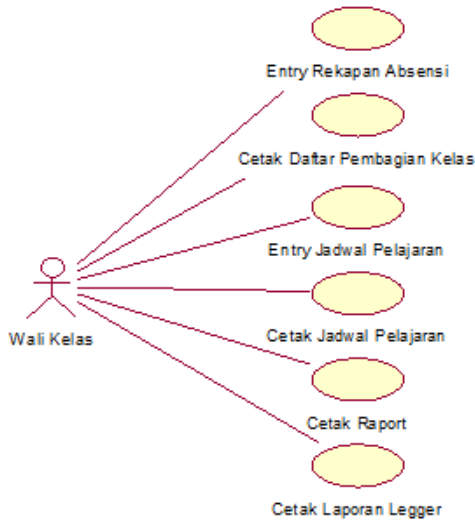 Entry Rekapan Absensi
Cetak Daftar Pembagian Kelas
Entry Jadwal Pelajaran
Wali Kelas
Cetak Jadwal Pelajaran
Cetak Raport
Cetak Laporan Legger